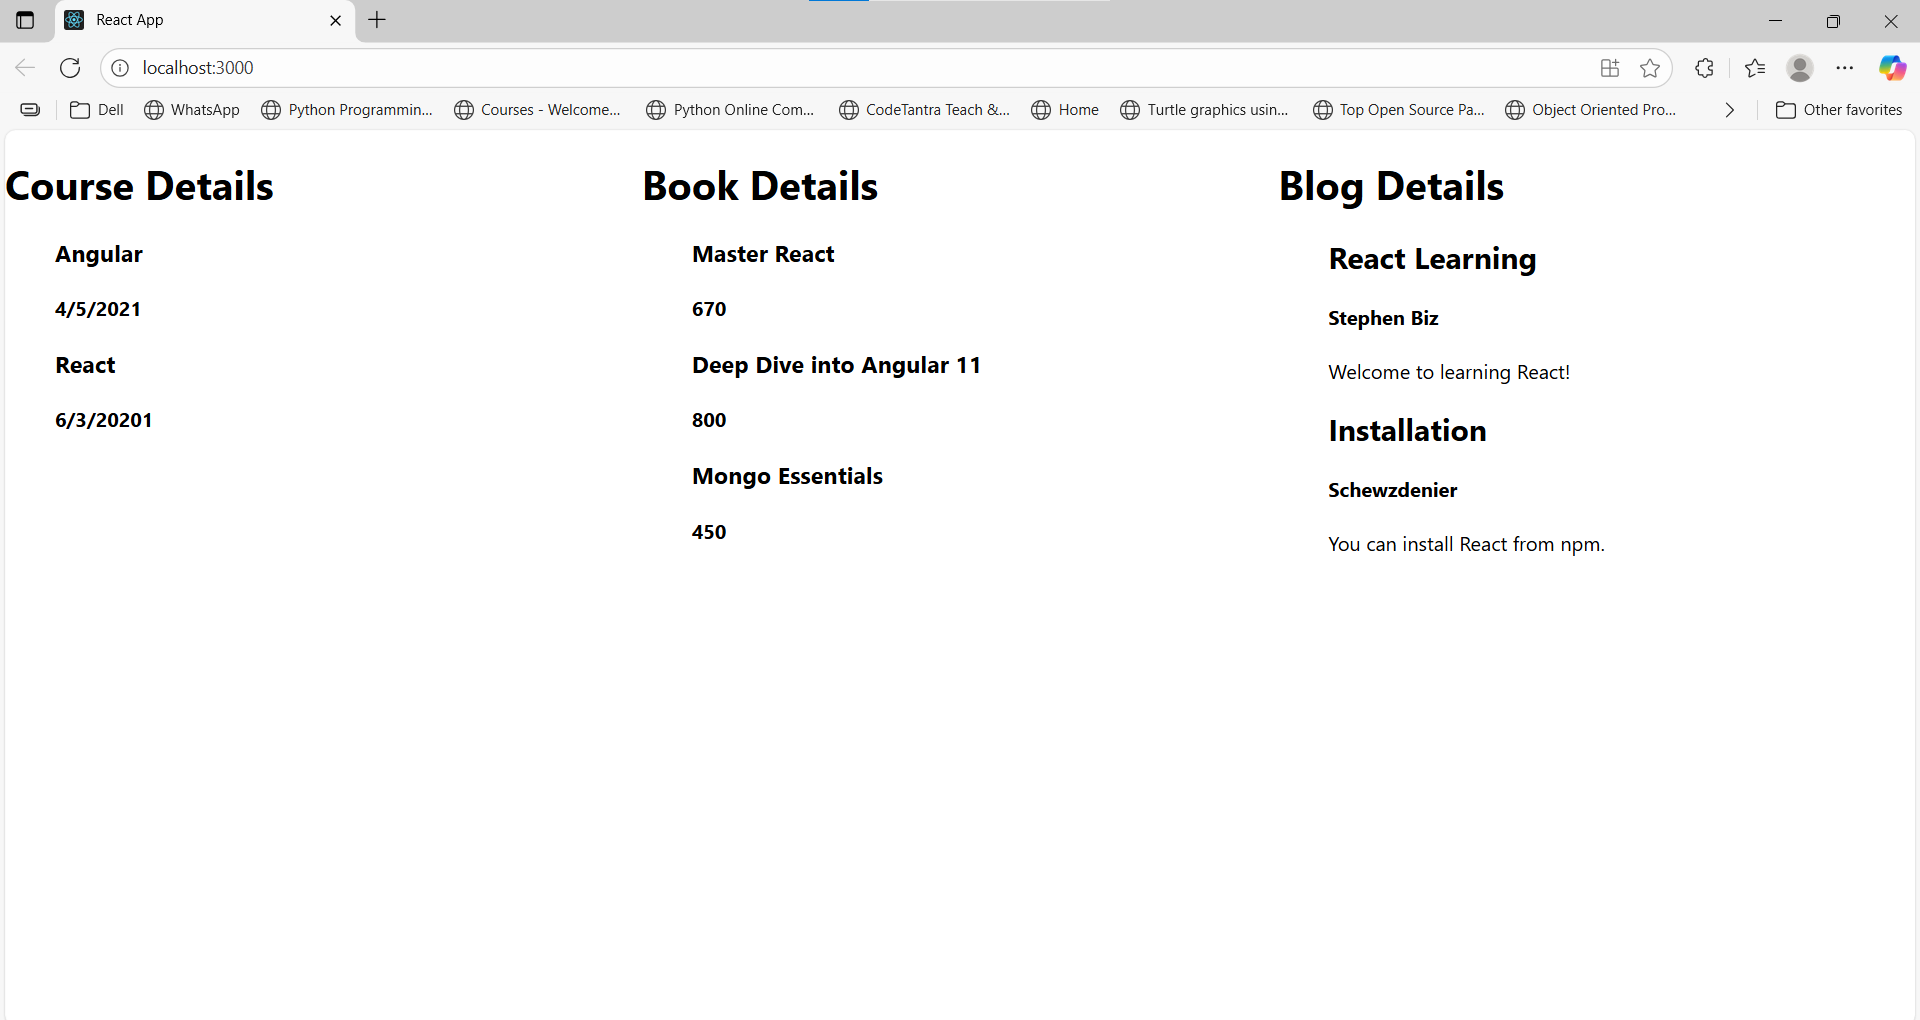 React App
localhost:3000
Dell
WhatsApp
Python Programmin...
Courses - Welcome...
Python Online Com...
CodeTantra Teach &...
Home
Turtle graphics usin...
Top Open Source Pa...
Object Oriented Pro...
Other favorites
Course Details
Angular
4/5/2021
React
6/3/20201
Book Details
Master React
670
Deep Dive into Angular 11
800
Mongo Essentials
450
Blog Details
React Learning
Stephen Biz
Welcome to learning React!
Installation
Schewzdenier
You can install React from npm.